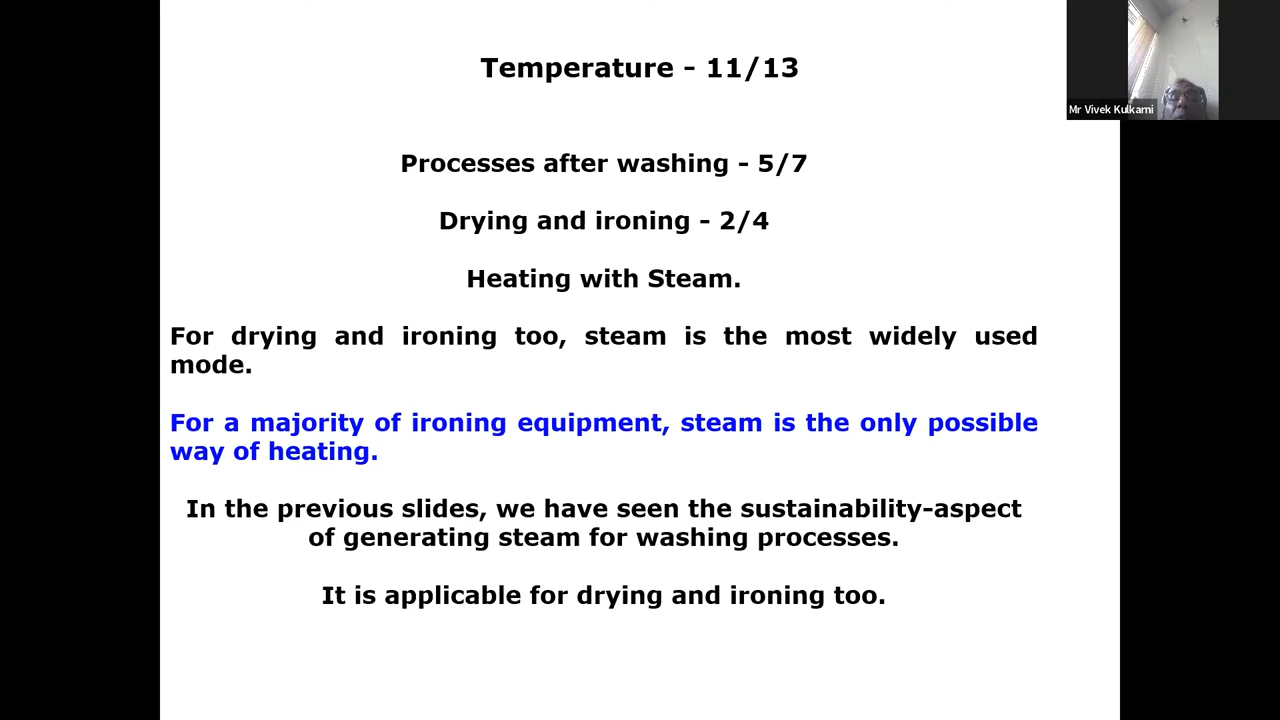 Temperature - 11/13
Mr Vivek Kulkarni
Processes after washing - 5/7
Drying and ironing - 2/4
Heating with Steam.
For drying and ironing too, steam is the most widely used
mode.
For a majority of ironing equipment, steam is the only possible
way of heating.
In the previous slides, we have seen the sustainability-aspect
of generating steam for washing processes.
It is applicable for drying and ironing too.